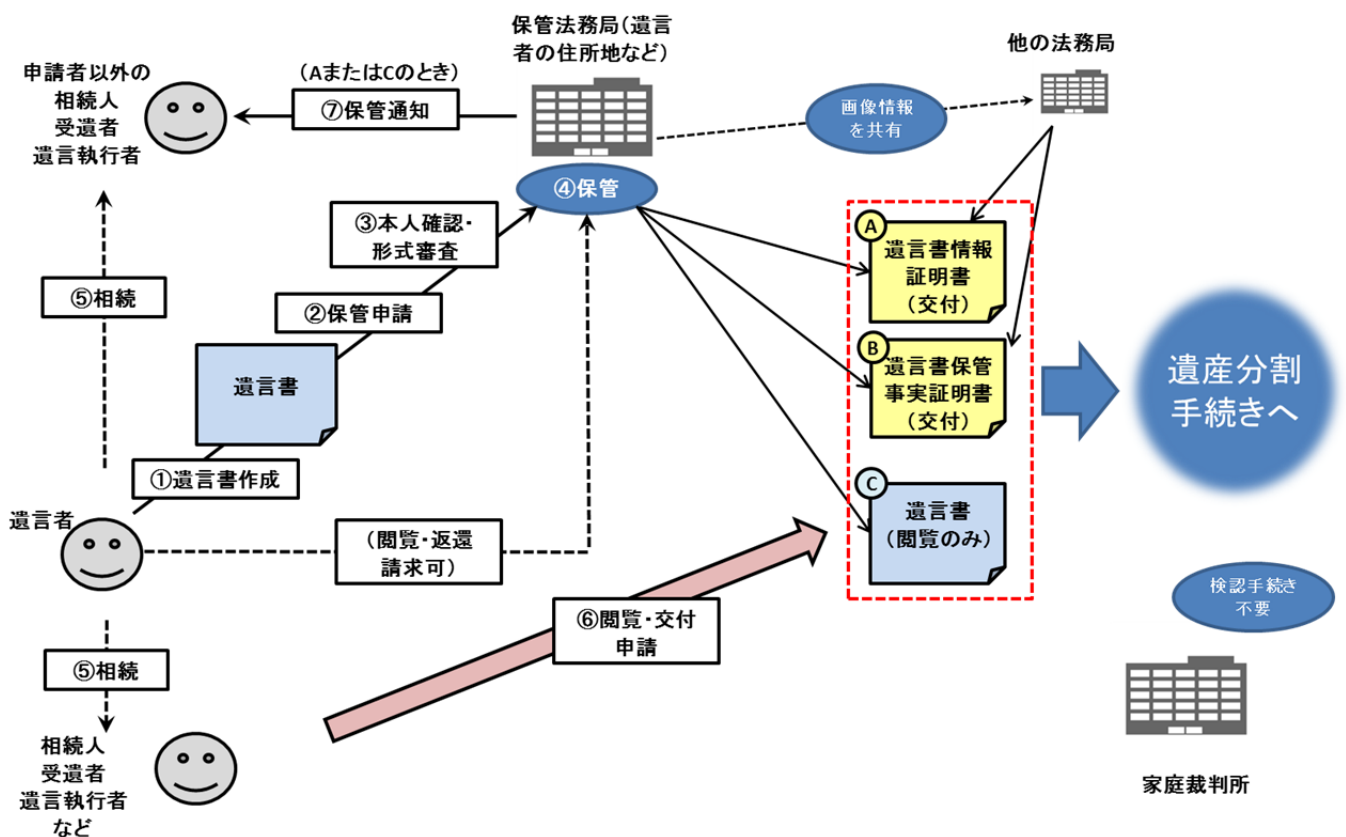 保管法務局（遺言
者の住所地など）
他の法務局
申請者以外の
相続人
受遺者
遺言執行者
（AまたはCのとき）
⑦保管通知
画像情報
を共有
④保管
③本人確認・
形式審査
②保管申請
⑤相続
遺言書
①遺言書作成
遺言者
（閲覧・返還
請求可）
A
遺言書情報
証明書
（交付）
B
遺言書保管
事実証明書
（交付）
C
遺言書
（閲覧のみ）
遺産分割
手続きへ
⑥閲覧・交付
申請
検認手続き
不要
⑤相続
相続人
受遺者
遺言執行者
など
家庭裁判所